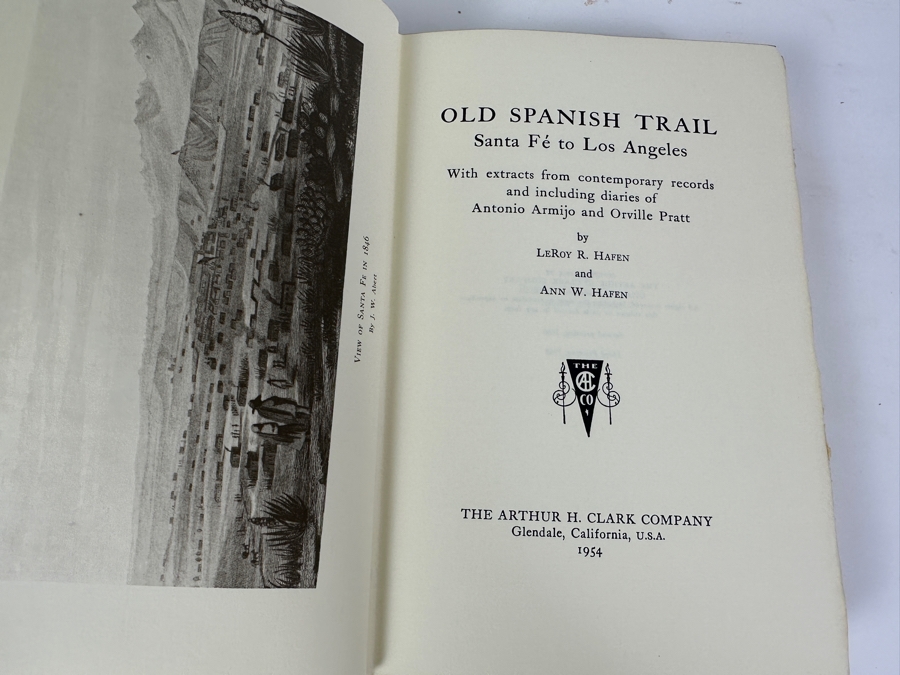 VIEW OF SANTA FE IN 1846
By J. W. Abert
OLD SPANISH TRAIL
Santa Fé to Los Angeles
With extracts from contemporary records
and including diaries of
Antonio Armijo and Orville Pratt
by
LEROY R. HAFEN
and
ANN W. HAFEN
THE
AHC
CO
THE ARTHUR H. CLARK COMPANY
Glendale, California, U.S.A.
1954